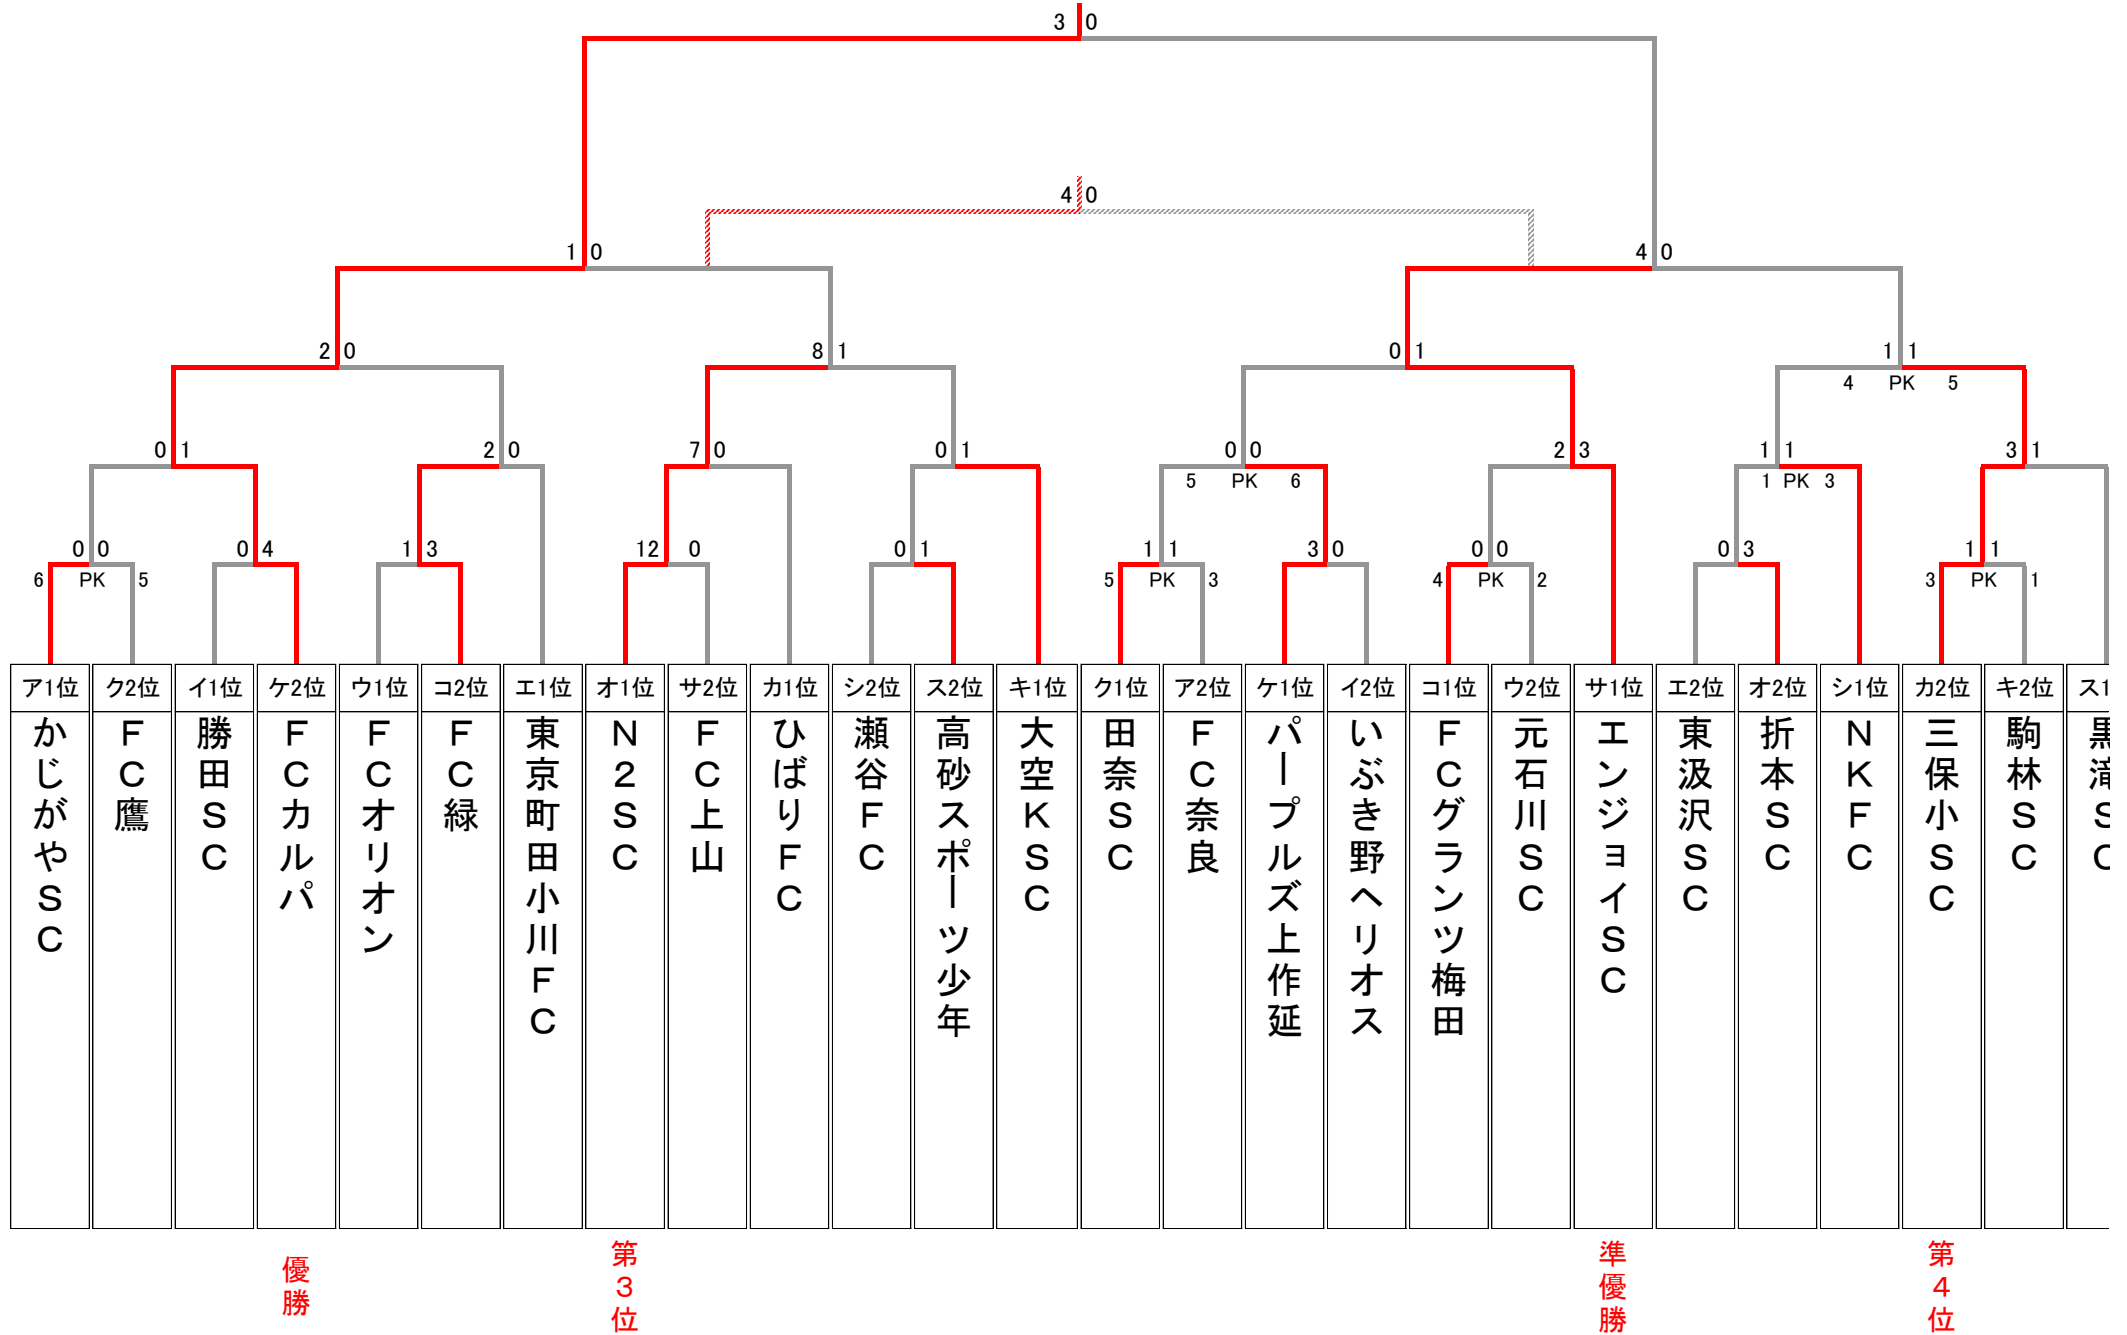 3 0
4 0
1 0
4 0
2 0
8 1
0 1
1 1
4 PK 5
0 1
2 0
7 0
0 1
0 0
5 PK 6
2 3
1 1
1 PK 3
3 1
0 0
6 PK 5
0 4
1 3
12 0
0 1
1 1
5 PK 3
3 0
0 0
4 PK 2
0 3
1 1
3 PK 1
ア1位 ク2位 イ1位 ケ2位 ウ1位 コ2位 エ1位 オ1位 サ2位 カ1位 シ2位 ス2位 キ1位 ク1位 ア2位 ケ1位 イ2位 コ1位 ウ2位 サ1位 エ2位 オ2位 シ1位 カ2位 キ2位 ス1
かじがやSC
FC鷹
勝田SC
FCカルパ
FCオリオン
FC緑
東京町田小川FC
N2SC
FC上山
ひばりFC
瀬谷FC
高砂スポーツ少年
大空KSC
田奈SC
FC奈良
パープルズ上作延
いぶき野ヘリオス
FCグランツ梅田
元石川SC
エンジョイSC
東汲沢SC
折本SC
NKFC
三保小SC
駒林SC
黒滝SC
優勝
第3位
準優勝
第4位